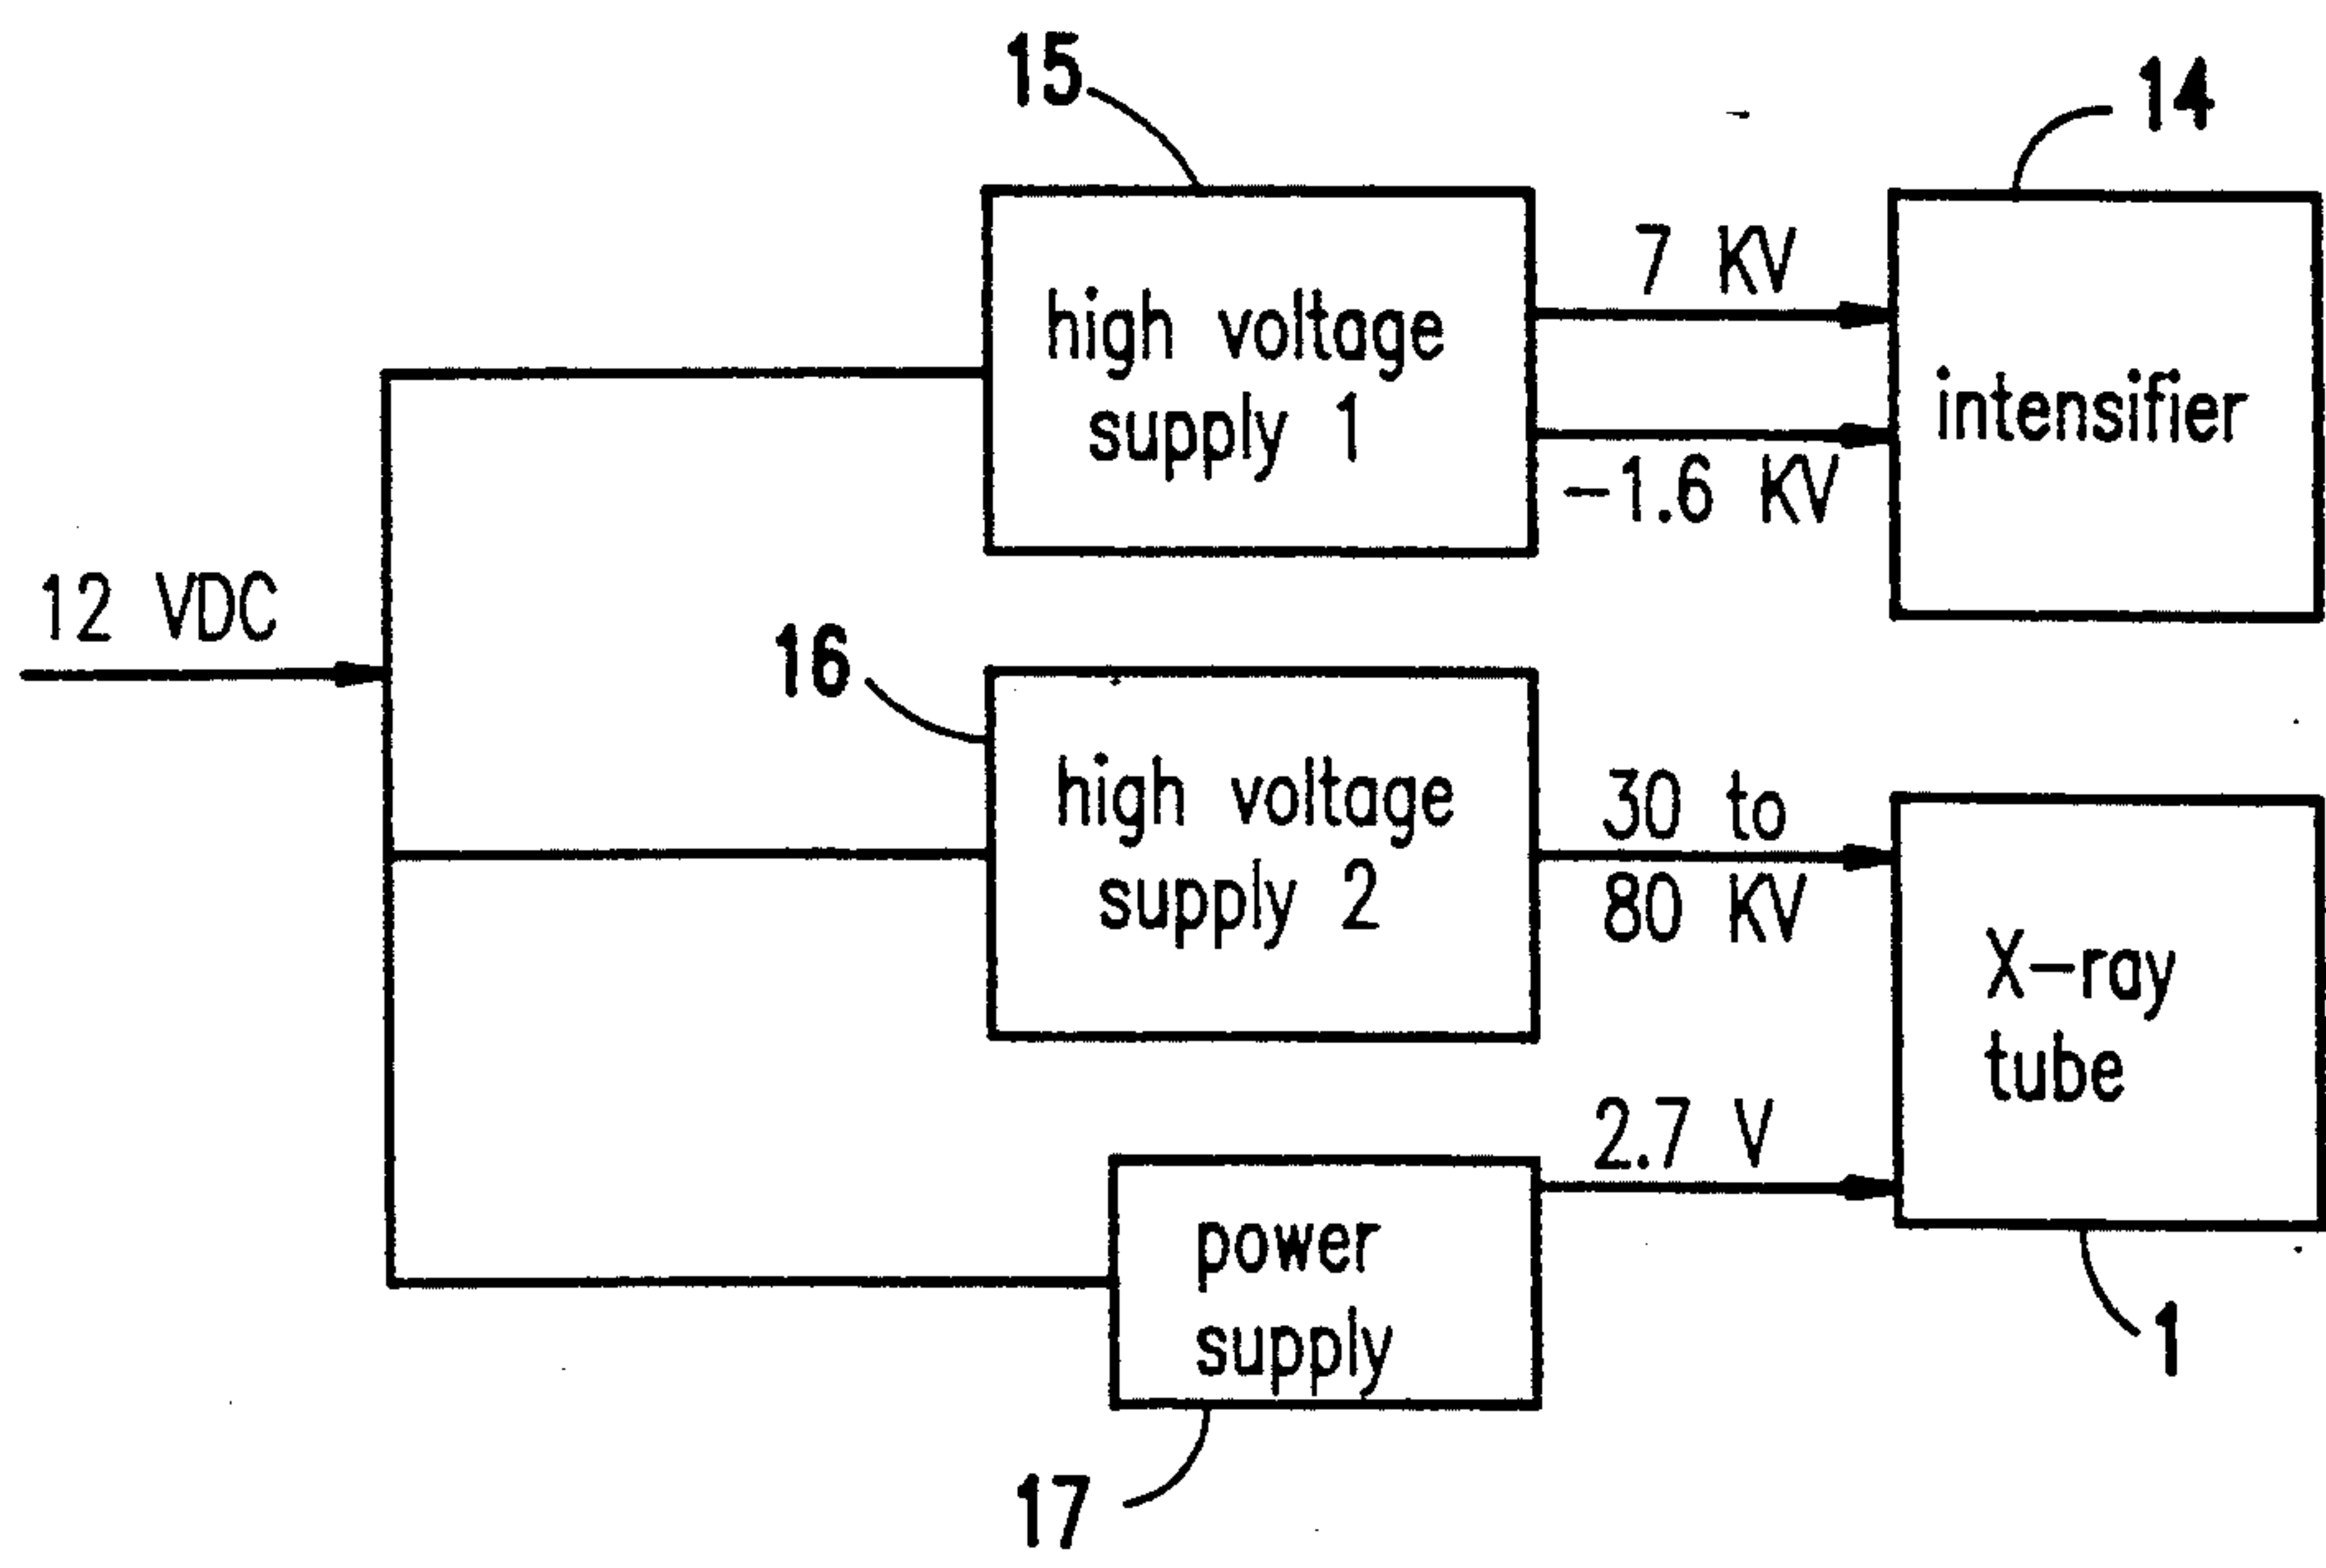 15
14
7 KV
high voltage
supply 1
intensifier
-1.6 KV
12 VDC
16
high voltage
supply 2
30 to
80 KV
X-ray
tube
2.7 V
power
supply
1
17